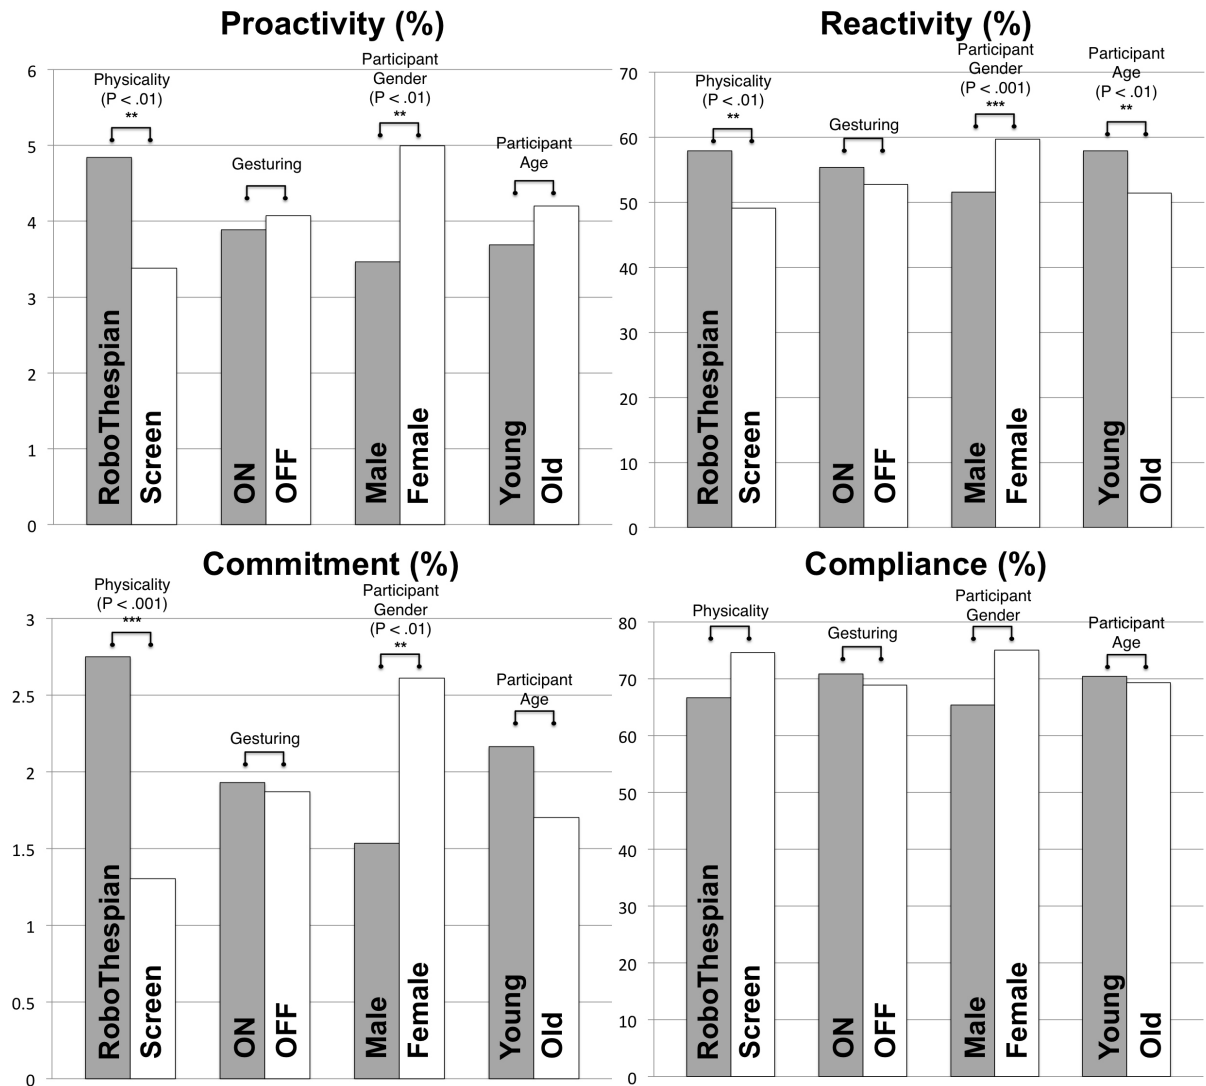 Proactivity (%)
6
5
4
3
2
1
0
Physicality
(P < .01)
**
Gesturing
Participant
Gender
(P < .01)
**
Participant
Age
RoboThespian
Screen
ON
OFF
Male
Female
Young
Old
Reactivity (%)
70
60
50
40
30
20
10
0
Physicality
(P < .01)
**
Gesturing
Participant
Gender
(P < .001)
***
Participant
Age
(P < .01)
**
RoboThespian
Screen
ON
OFF
Male
Female
Young
Old
Commitment (%)
3
2.5
2
1.5
1
0.5
0
Physicality
(P < .001)
***
Gesturing
Participant
Gender
(P < .01)
**
Participant
Age
RoboThespian
Screen
ON
OFF
Male
Female
Young
Old
Compliance (%)
80
70
60
50
40
30
20
10
0
Physicality
Gesturing
Participant
Gender
Participant
Age
RoboThespian
Screen
ON
OFF
Male
Female
Young
Old